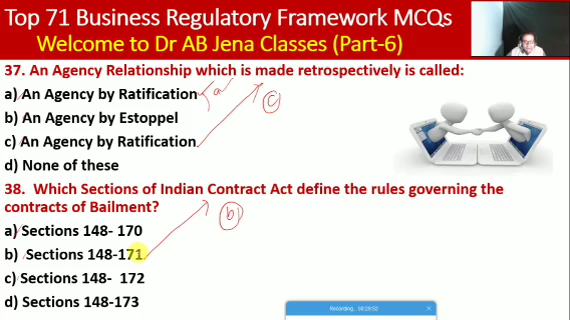 Top 71 Business Regulatory Framework MCQs
Welcome to Dr AB Jena Classes (Part-6)
37. An Agency Relationship which is made retrospectively is called:
a) An Agency by Ratification a
b) An Agency by Estoppel
c) An Agency by Ratification c
d) None of these
38. Which Sections of Indian Contract Act define the rules governing the
contracts of Bailment?
b)
a) Sections 148- 170
b) Sections 148-171
c) Sections 148- 172
d) Sections 148-173
Recording...